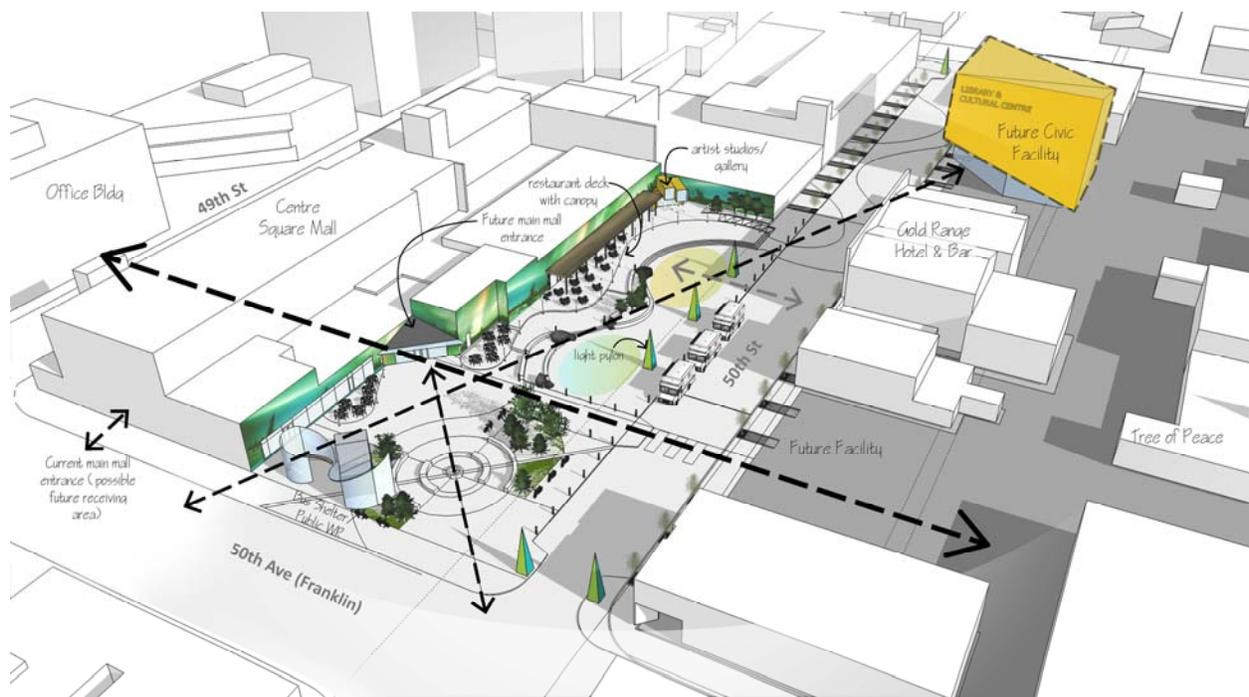 LIBRARY &
CULTURAL CENTRE
Future Civic
Facility
artist studios/
gallery
restaurant deck
with canopy
Future main mall
entrance
Office Bldg
49th St
Centre
Square Mall
Gold Range
Hotel & Bar
light pylon
50th St
Future Facility
Tree of Peace
Current main mall
entrance ( possible
future receiving
area)
Bus Shelter/
Public WP
50th Ave (Franklin)